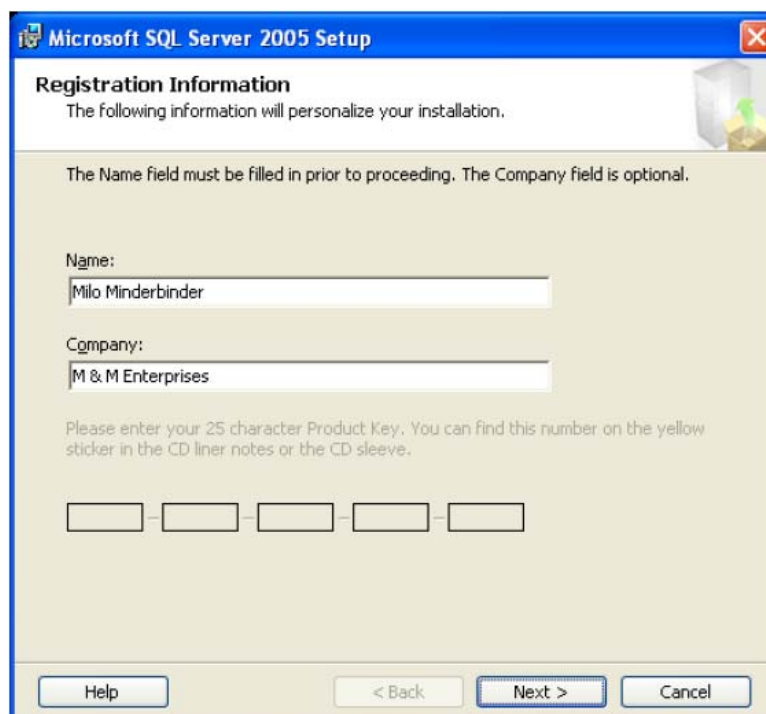 Microsoft SQL Server 2005 Setup
Registration Information
The following information will personalize your installation.
The Name field must be filled in prior to proceeding. The Company field is optional.
Name:
Milo Minderbinder
Company:
M & M Enterprises
Please enter your 25 character Product Key. You can find this number on the yellow
sticker in the CD liner notes or the CD sleeve.
Help
< Back
Next >
Cancel